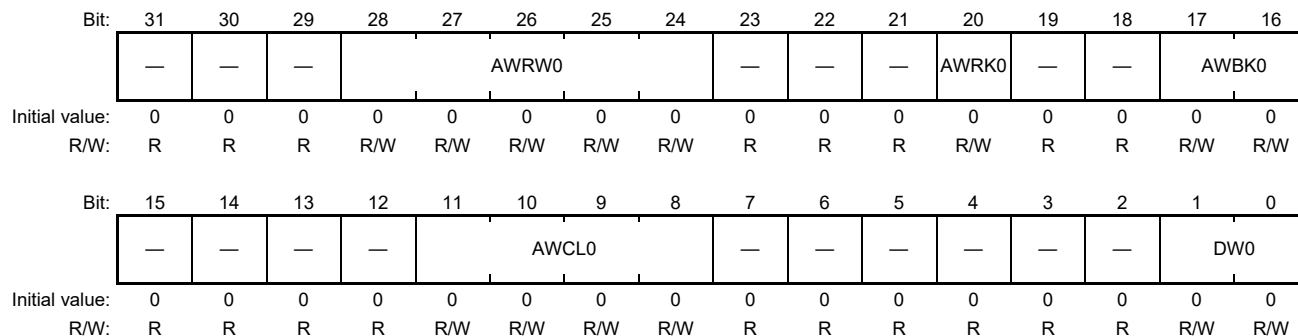 Bit: 31 30 29 28 27 26 25 24 23 22 21 20 19 18 17 16
— — — AWRW0 — — — AWRK0 — — AWBK0
Initial value: 0 0 0 0 0 0 0 0 0 0 0 0 0 0 0 0
R/W: R R R R/W R/W R/W R/W R/W R R R R/W R R R/W R/W
Bit: 15 14 13 12 11 10 9 8 7 6 5 4 3 2 1 0
— — — — AWCL0 — — — — — — DW0
Initial value: 0 0 0 0 0 0 0 0 0 0 0 0 0 0 0 0
R/W: R R R R R/W R/W R/W R/W R R R R R R R/W R/W